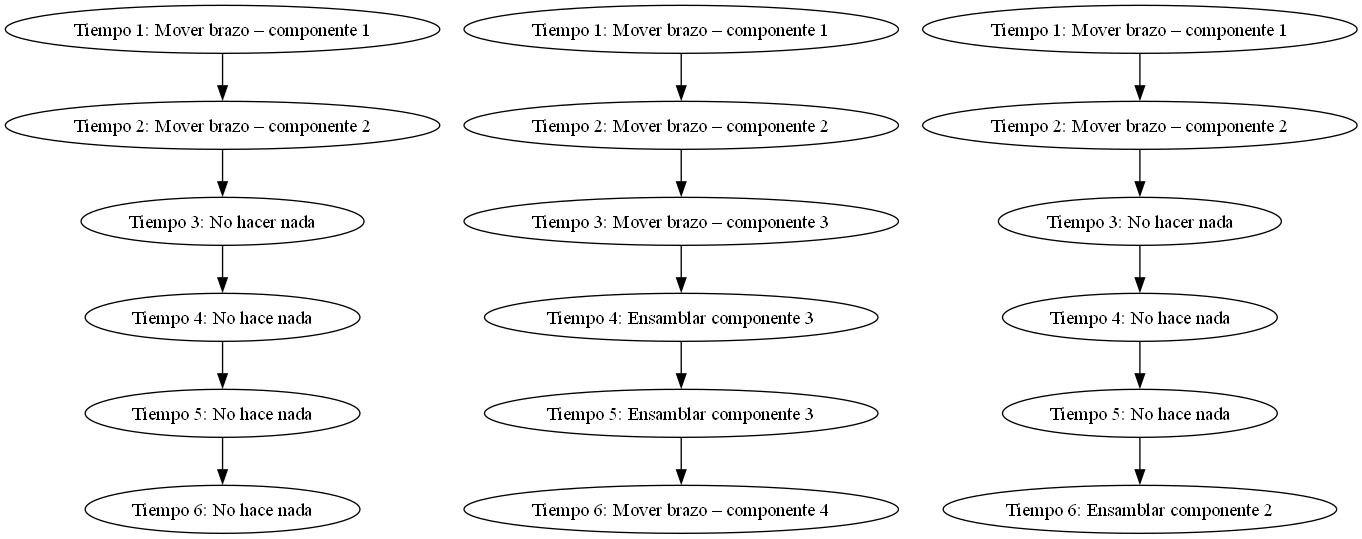 Tiempo 1: Mover brazo – componente 1
Tiempo 2: Mover brazo – componente 2
Tiempo 3: No hacer nada
Tiempo 4: No hace nada
Tiempo 5: No hace nada
Tiempo 6: No hace nada
Tiempo 1: Mover brazo – componente 1
Tiempo 2: Mover brazo – componente 2
Tiempo 3: Mover brazo – componente 3
Tiempo 4: Ensamblar componente 3
Tiempo 5: Ensamblar componente 3
Tiempo 6: Mover brazo – componente 4
Tiempo 1: Mover brazo – componente 1
Tiempo 2: Mover brazo – componente 2
Tiempo 3: No hacer nada
Tiempo 4: No hace nada
Tiempo 5: No hace nada
Tiempo 6: Ensamblar componente 2